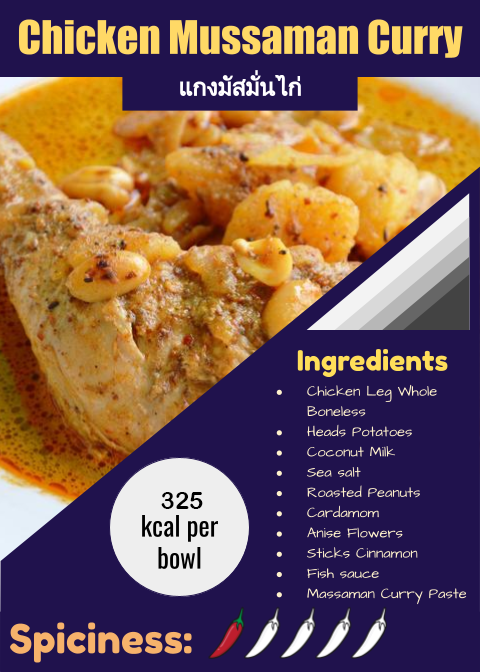 Chicken Mussaman Curry
แกงมัสมั่นไก่
Ingredients
• Chicken Leg Whole
Boneless
• Heads Potatoes
• Coconut Milk
• Sea salt
• Roasted Peanuts
• Cardamom
• Anise Flowers
• Sticks Cinnamon
• Fish sauce
• Massaman Curry Paste
325
kcal per
bowl
Spiciness: